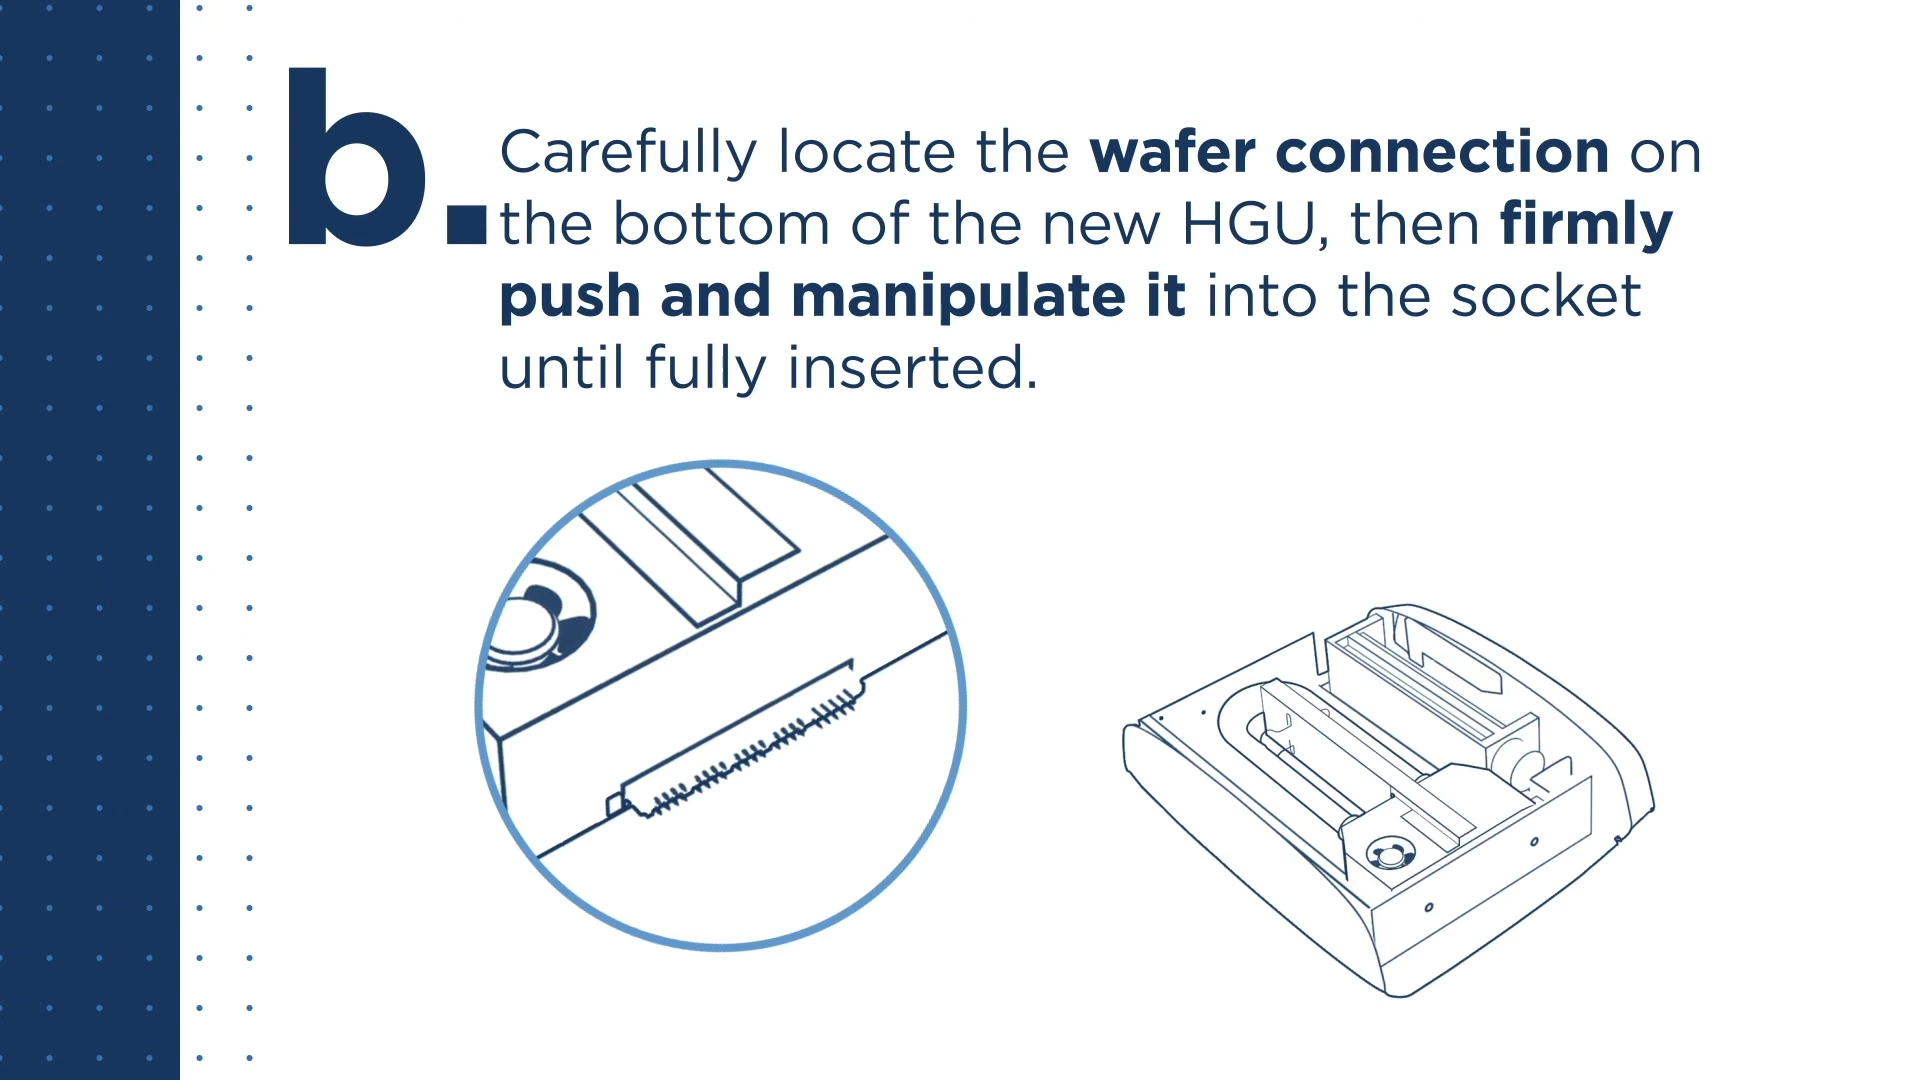 b.
Carefully locate the wafer connection on
the bottom of the new HGU, then firmly
push and manipulate it into the socket
until fully inserted.